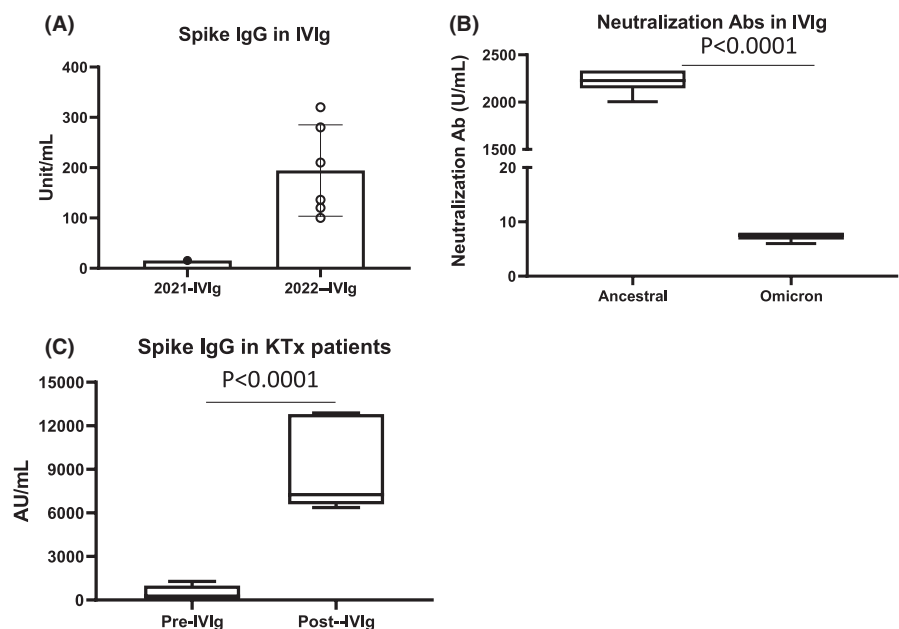 (A)
Spike IgG in IVIg
Unit/mL
400
300
200
100
0
2021-IVIg
2022–IVIg
(B)
Neutralization Abs in IVIg
P<0.0001
Neutralization Ab (U/mL)
2500
2000
1500
20
10
0
Ancestral
Omicron
(C)
Spike IgG in KTx patients
P<0.0001
AU/mL
15000
12000
9000
6000
3000
0
Pre-IVIg
Post--IVIg